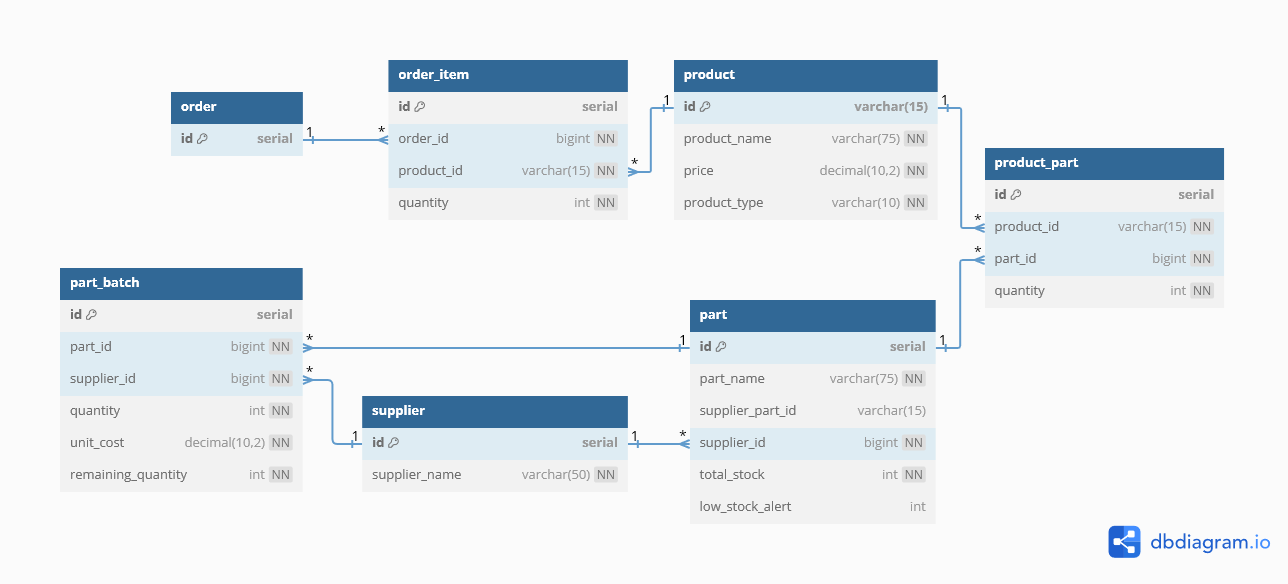 order
id serial
1
*
order_item
id serial
order_id bigint NN
product_id varchar(15) NN
quantity int NN
*
1
product
id varchar(15)
product_name varchar(75) NN
price decimal(10,2) NN
product_type varchar(10) NN
1
*
*
product_part
id serial
product_id varchar(15) NN
part_id bigint NN
quantity int NN
part_batch
id serial
part_id bigint NN
supplier_id bigint NN
quantity int NN
unit_cost decimal(10,2) NN
remaining_quantity int NN
*
*
1
supplier
id serial
supplier_name varchar(50) NN
1
*
1
part
id serial
part_name varchar(75) NN
supplier_part_id varchar(15)
supplier_id bigint NN
total_stock int NN
low_stock_alert int
1
dbdiagram.io